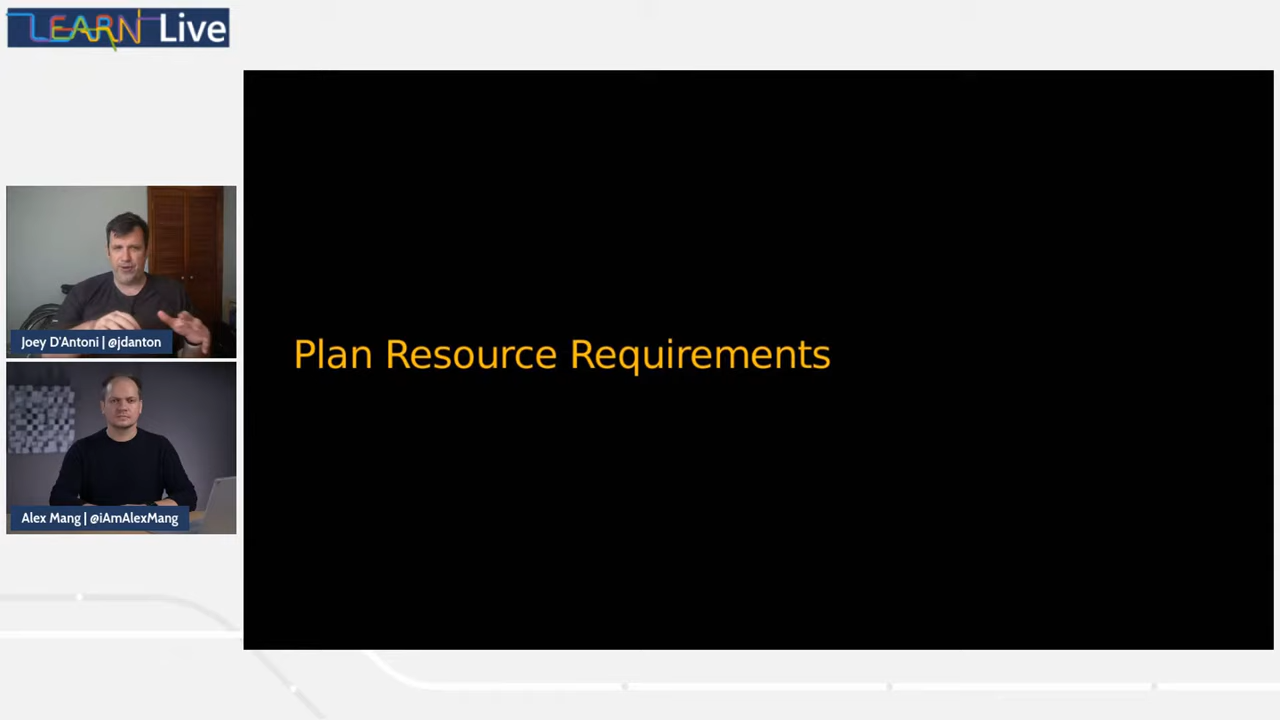 LEARN Live
Plan Resource Requirements
Joey D'Antoni | @jdanton
Alex Mang | @iAmAlexMang